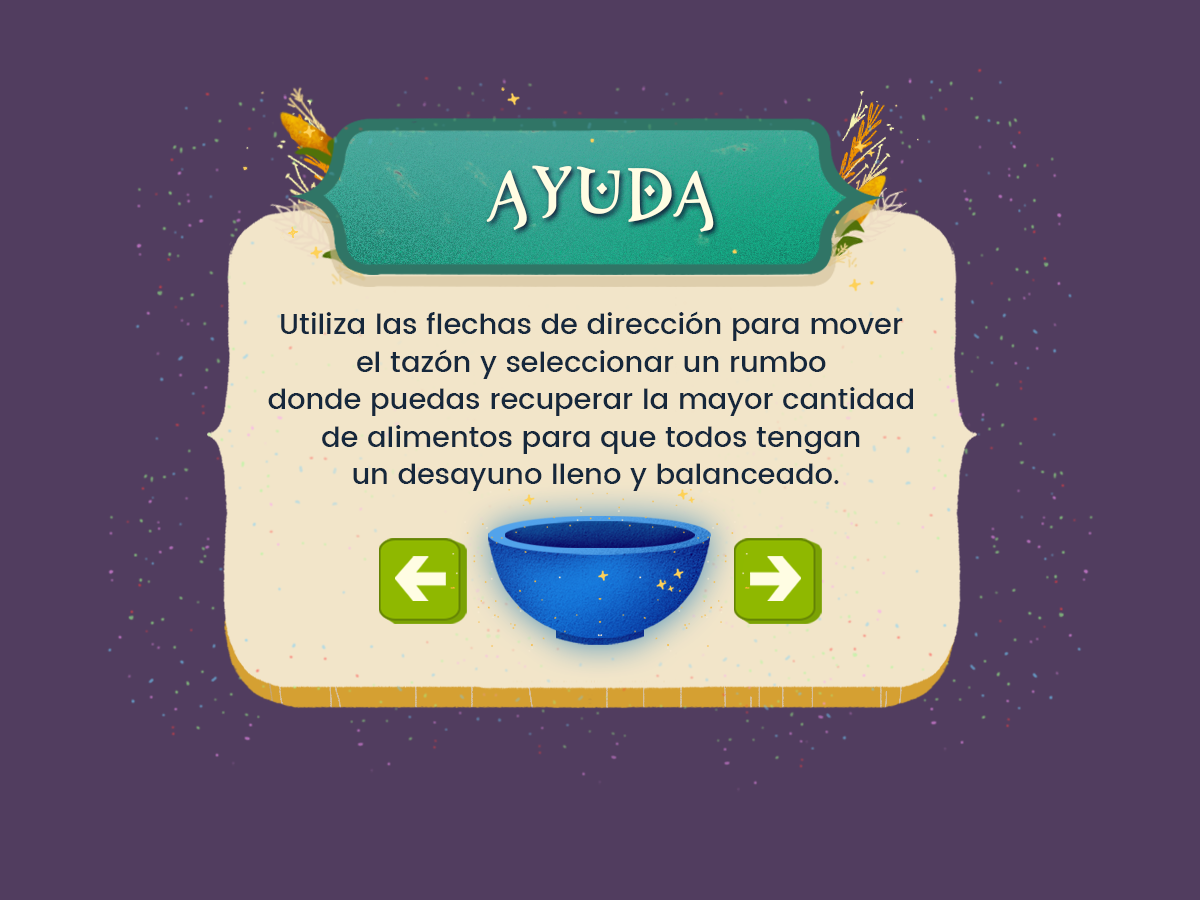 AYUDA
Utiliza las flechas de dirección para mover
el tazón y seleccionar un rumbo
donde puedas recuperar la mayor cantidad
de alimentos para que todos tengan
un desayuno lleno y balanceado.